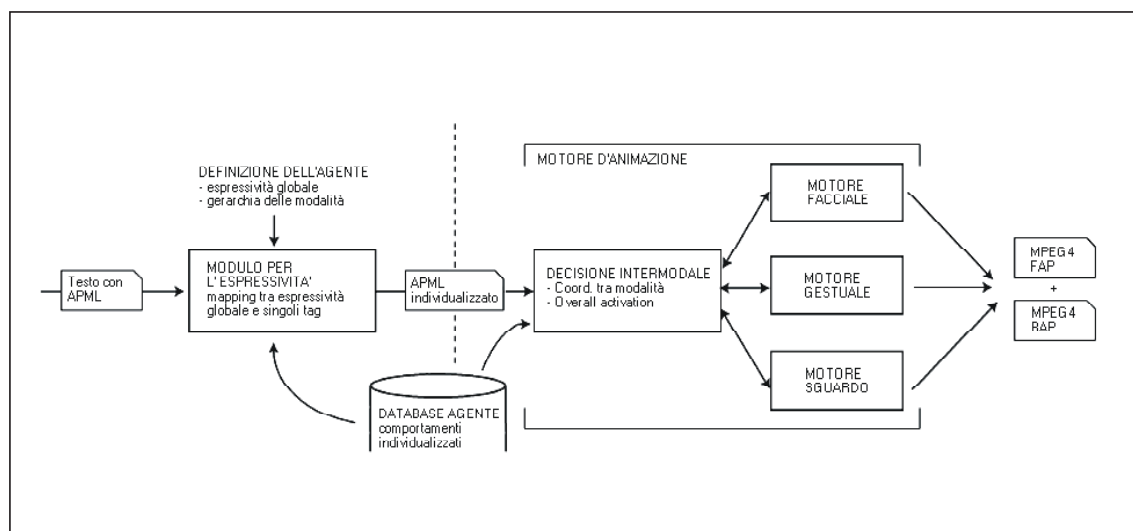 DEFINIZIONE DELL'AGENTE
- espressività globale
- gerarchia delle modalità
Testo con
APML
MODULO PER
L'ESPRESSIVITA'
mapping tra espressività
globale e singoli tag
APML
individualizzato
DATABASE AGENTE
comportamenti
individualizzati
MOTORE D'ANIMAZIONE
DECISIONE INTERMODALE
- Coord. tra modalità
- Overall activation
MOTORE
FACCIALE
MOTORE
GESTUALE
MOTORE
SGUARDO
MPEG4
FAP
+
MPEG4
BAP